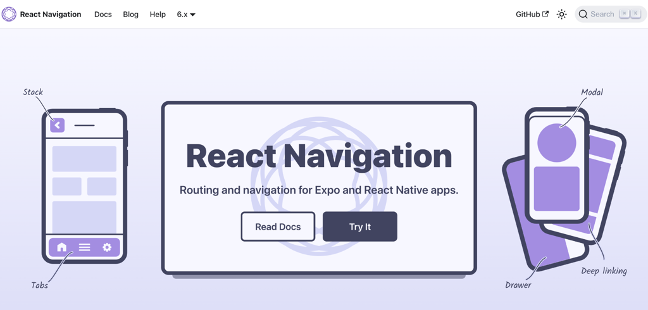 React Navigation Docs Blog Help 6.x GitHub Search ⌘ K
Stack
Modal
React Navigation
Routing and navigation for Expo and React Native apps.
Read Docs Try It
Tabs
Drawer
Deep linking